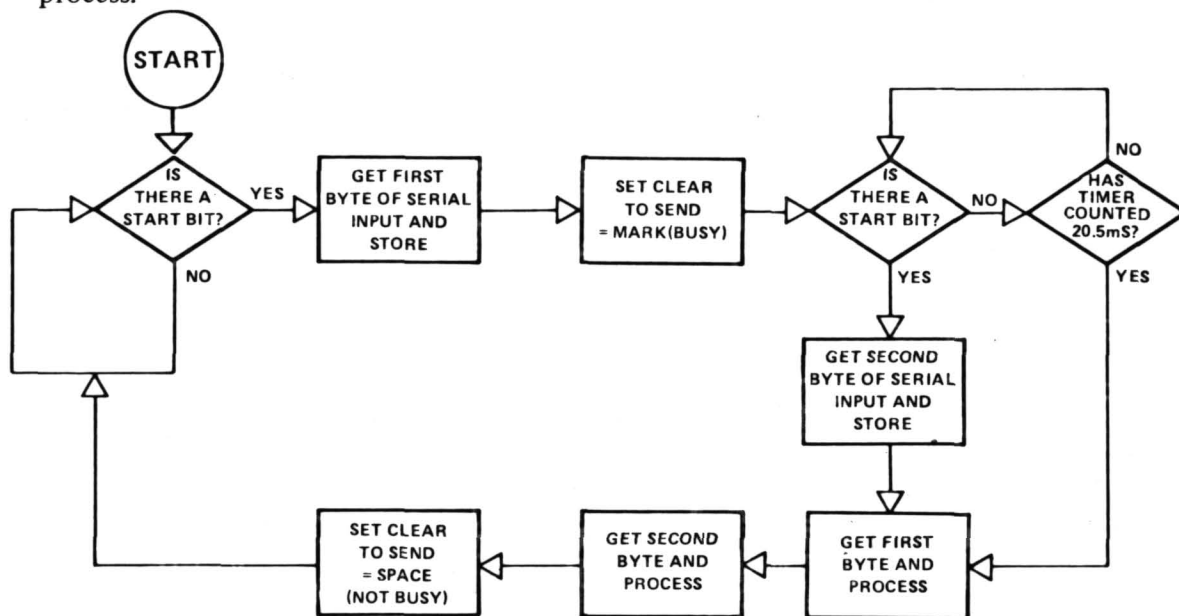 process.
START
IS
THERE A
START BIT?
YES
NO
GET FIRST
BYTE OF SERIAL
INPUT AND
STORE
SET CLEAR
TO SEND
= MARK(BUSY)
IS
THERE A
START BIT?
NO
YES
NO
HAS
TIMER
COUNTED
20.5mS?
YES
GET SECOND
BYTE OF SERIAL
INPUT AND
STORE
GET FIRST
BYTE AND
PROCESS
GET SECOND
BYTE AND
PROCESS
SET CLEAR
TO SEND
= SPACE
(NOT BUSY)